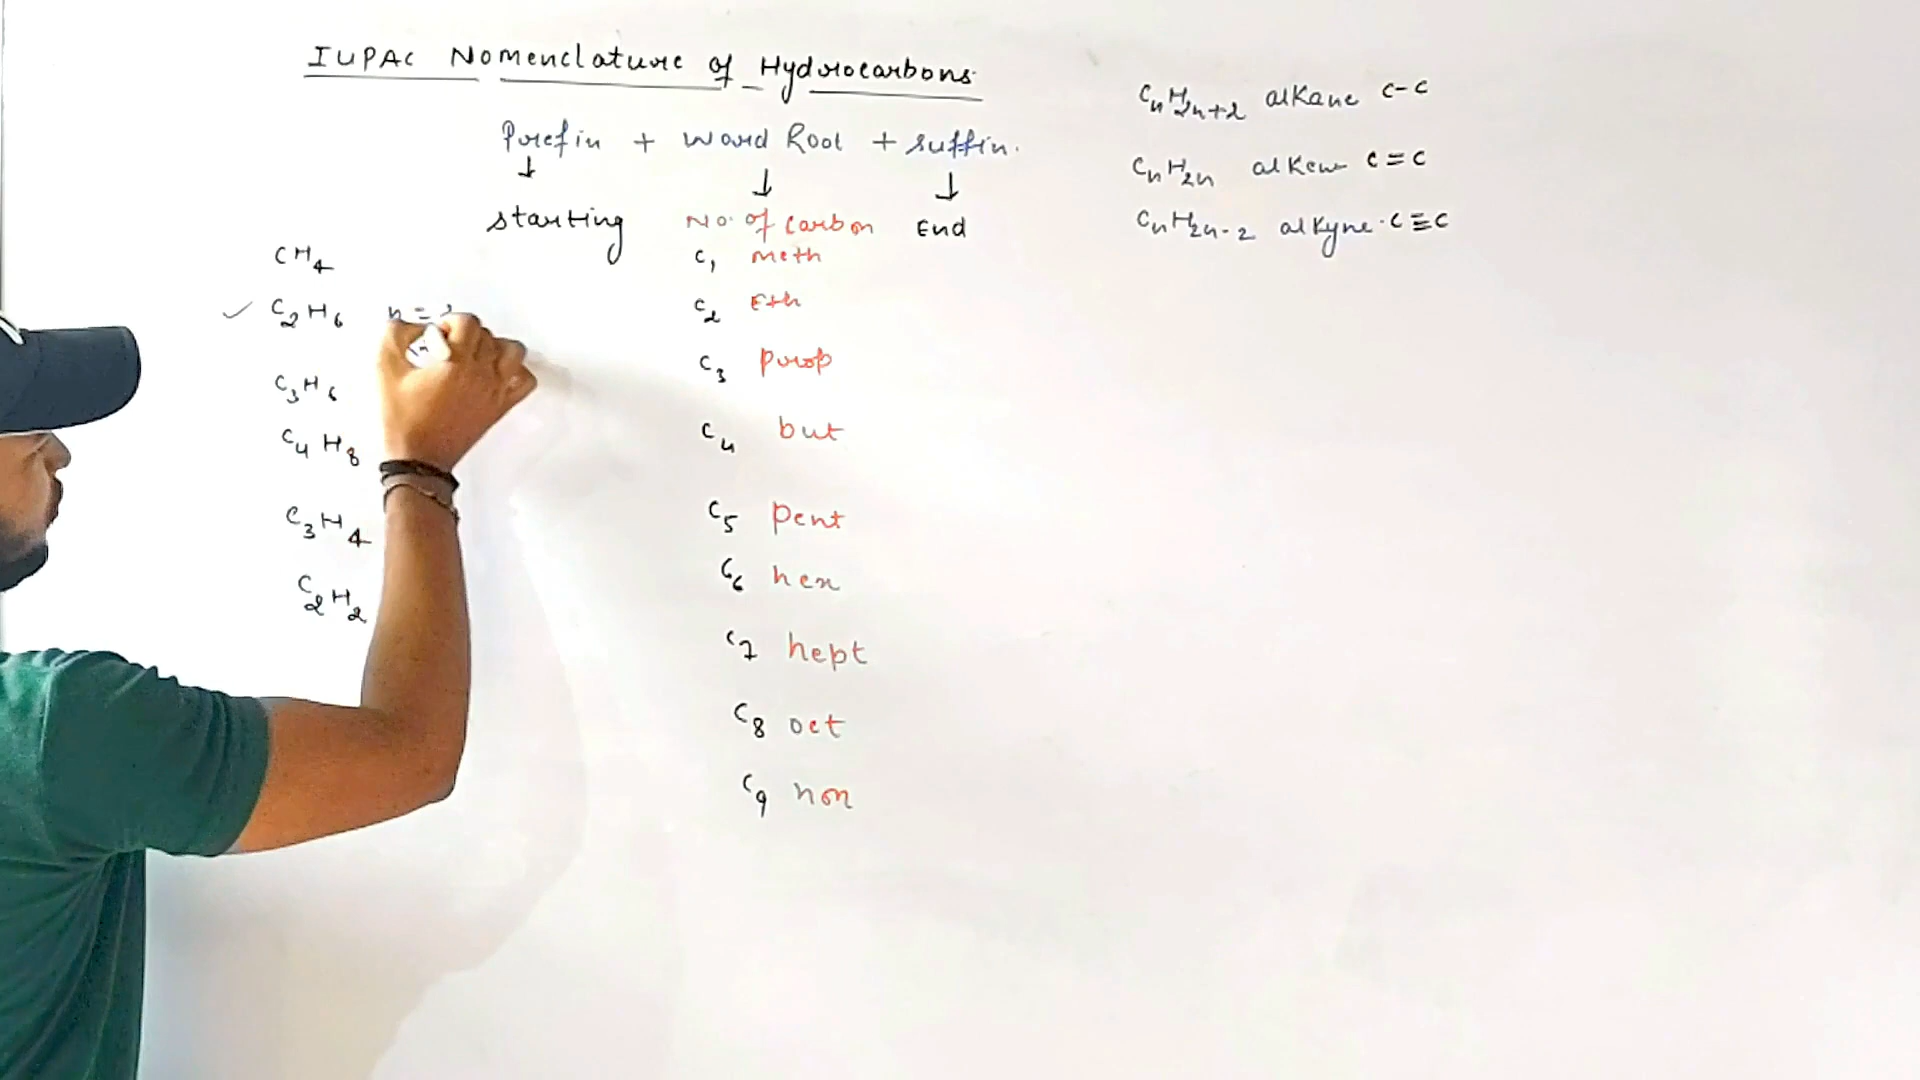 IUPAC Nomenclature of Hydrocarbons
Prefix + Word Root + suffix.
↓ ↓ ↓
starting No. of carbon End
CH4
C2H6 n =
C3H6
C4H8
C3H4
C2H2
C1 meth
C2 Eth
C3 prop
C4 but
C5 pent
C6 hex
C7 hept
C8 oct
C9 non
CnH2n+2 alkane C-C
CnH2n alkene C=C
CnH2n-2 alkyne. C≡C